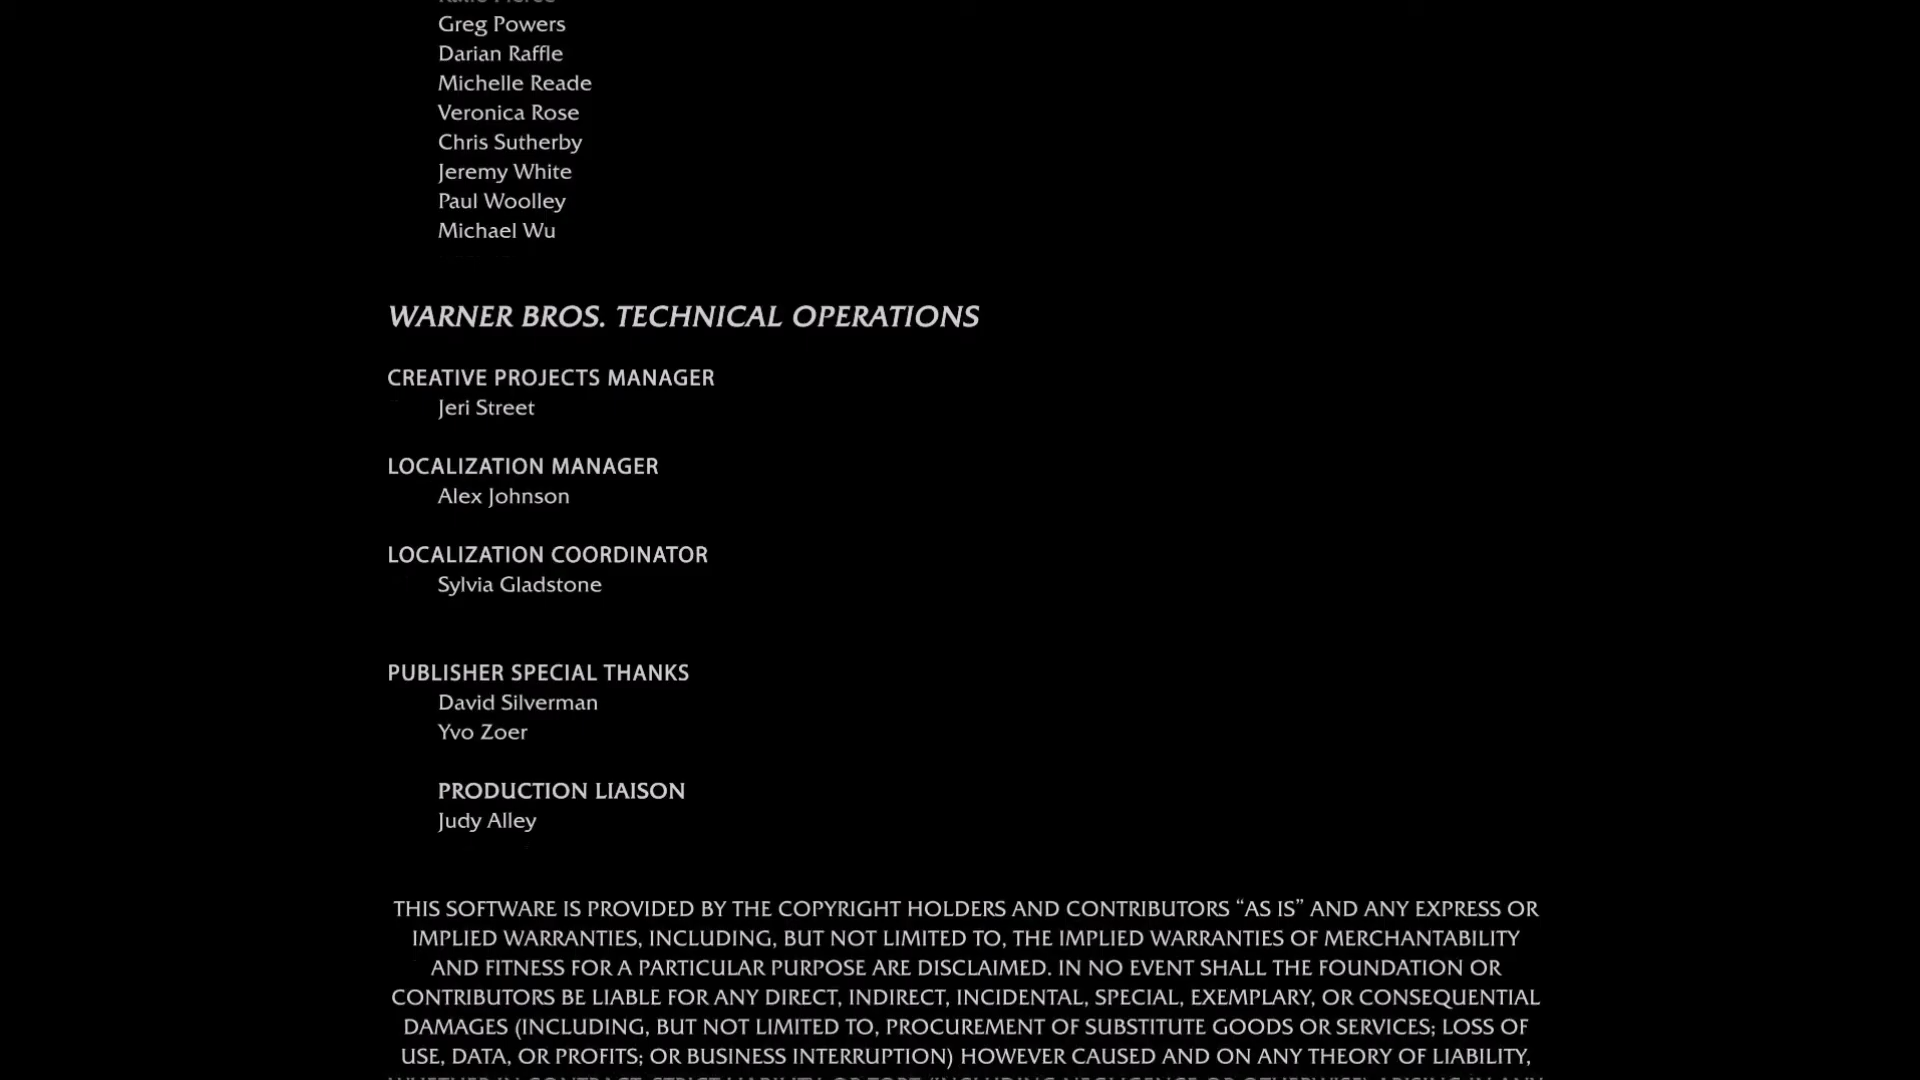 Greg Powers
Darian Raffle
Michelle Reade
Veronica Rose
Chris Sutherby
Jeremy White
Paul Woolley
Michael Wu
WARNER BROS. TECHNICAL OPERATIONS
CREATIVE PROJECTS MANAGER
Jeri Street
LOCALIZATION MANAGER
Alex Johnson
LOCALIZATION COORDINATOR
Sylvia Gladstone
PUBLISHER SPECIAL THANKS
David Silverman
Yvo Zoer
PRODUCTION LIAISON
Judy Alley
THIS SOFTWARE IS PROVIDED BY THE COPYRIGHT HOLDERS AND CONTRIBUTORS “AS IS” AND ANY EXPRESS OR
IMPLIED WARRANTIES, INCLUDING, BUT NOT LIMITED TO, THE IMPLIED WARRANTIES OF MERCHANTABILITY
AND FITNESS FOR A PARTICULAR PURPOSE ARE DISCLAIMED. IN NO EVENT SHALL THE FOUNDATION OR
CONTRIBUTORS BE LIABLE FOR ANY DIRECT, INDIRECT, INCIDENTAL, SPECIAL, EXEMPLARY, OR CONSEQUENTIAL
DAMAGES (INCLUDING, BUT NOT LIMITED TO, PROCUREMENT OF SUBSTITUTE GOODS OR SERVICES; LOSS OF
USE, DATA, OR PROFITS; OR BUSINESS INTERRUPTION) HOWEVER CAUSED AND ON ANY THEORY OF LIABILITY,